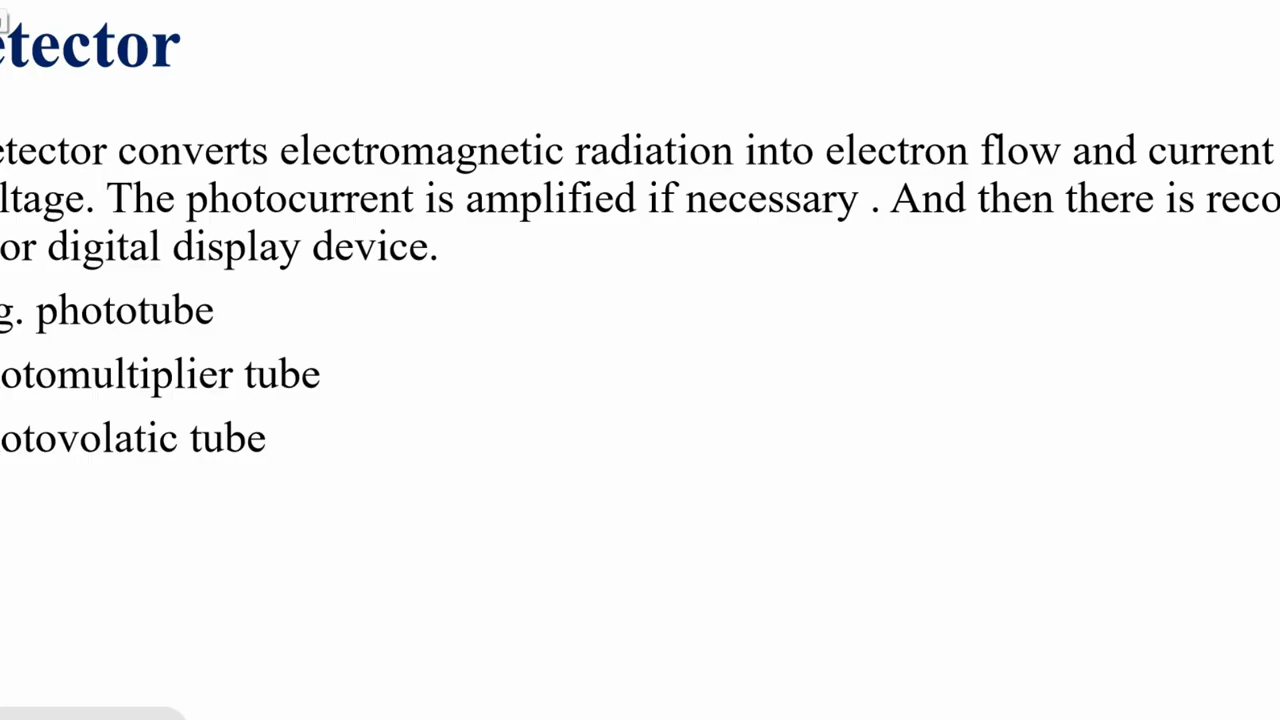 etector
etector converts electromagnetic radiation into electron flow and current
ltage. The photocurrent is amplified if necessary . And then there is reco
or digital display device.
g. phototube
otomultiplier tube
otovolatic tube